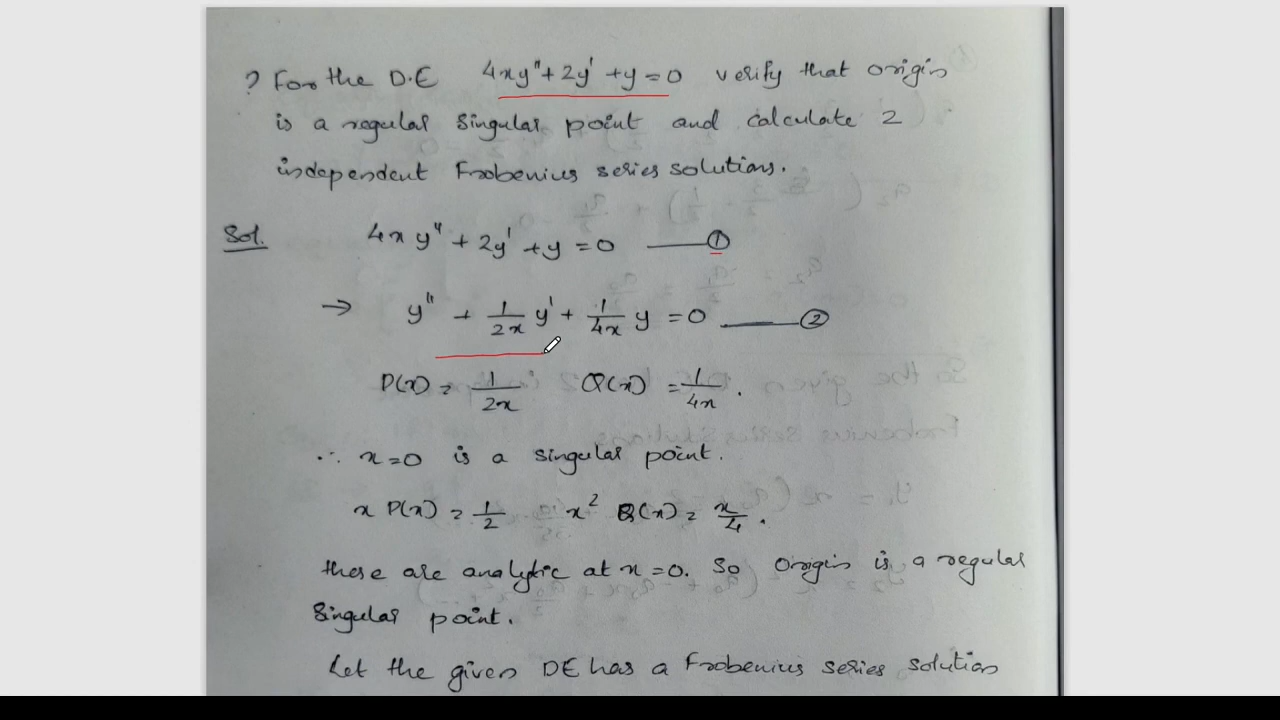 ? For the D.E 4xy" + 2y' + y = 0 verify that origin
is a regular singular point and calculate 2
independent Frobenius series solutions.
Sol. 4xy" + 2y' + y = 0 —— ①
→ y" + 1/2x y' + 1/4x y = 0 —— ②
P(x) = 1/2x Q(x) = 1/4x .
∴ x=0 is a singular point.
x P(x) = 1/2 x² Q(x) = x/4 .
these are analytic at x=0. So origin is a regular
singular point.
Let the given DE has a Frobenius series solution